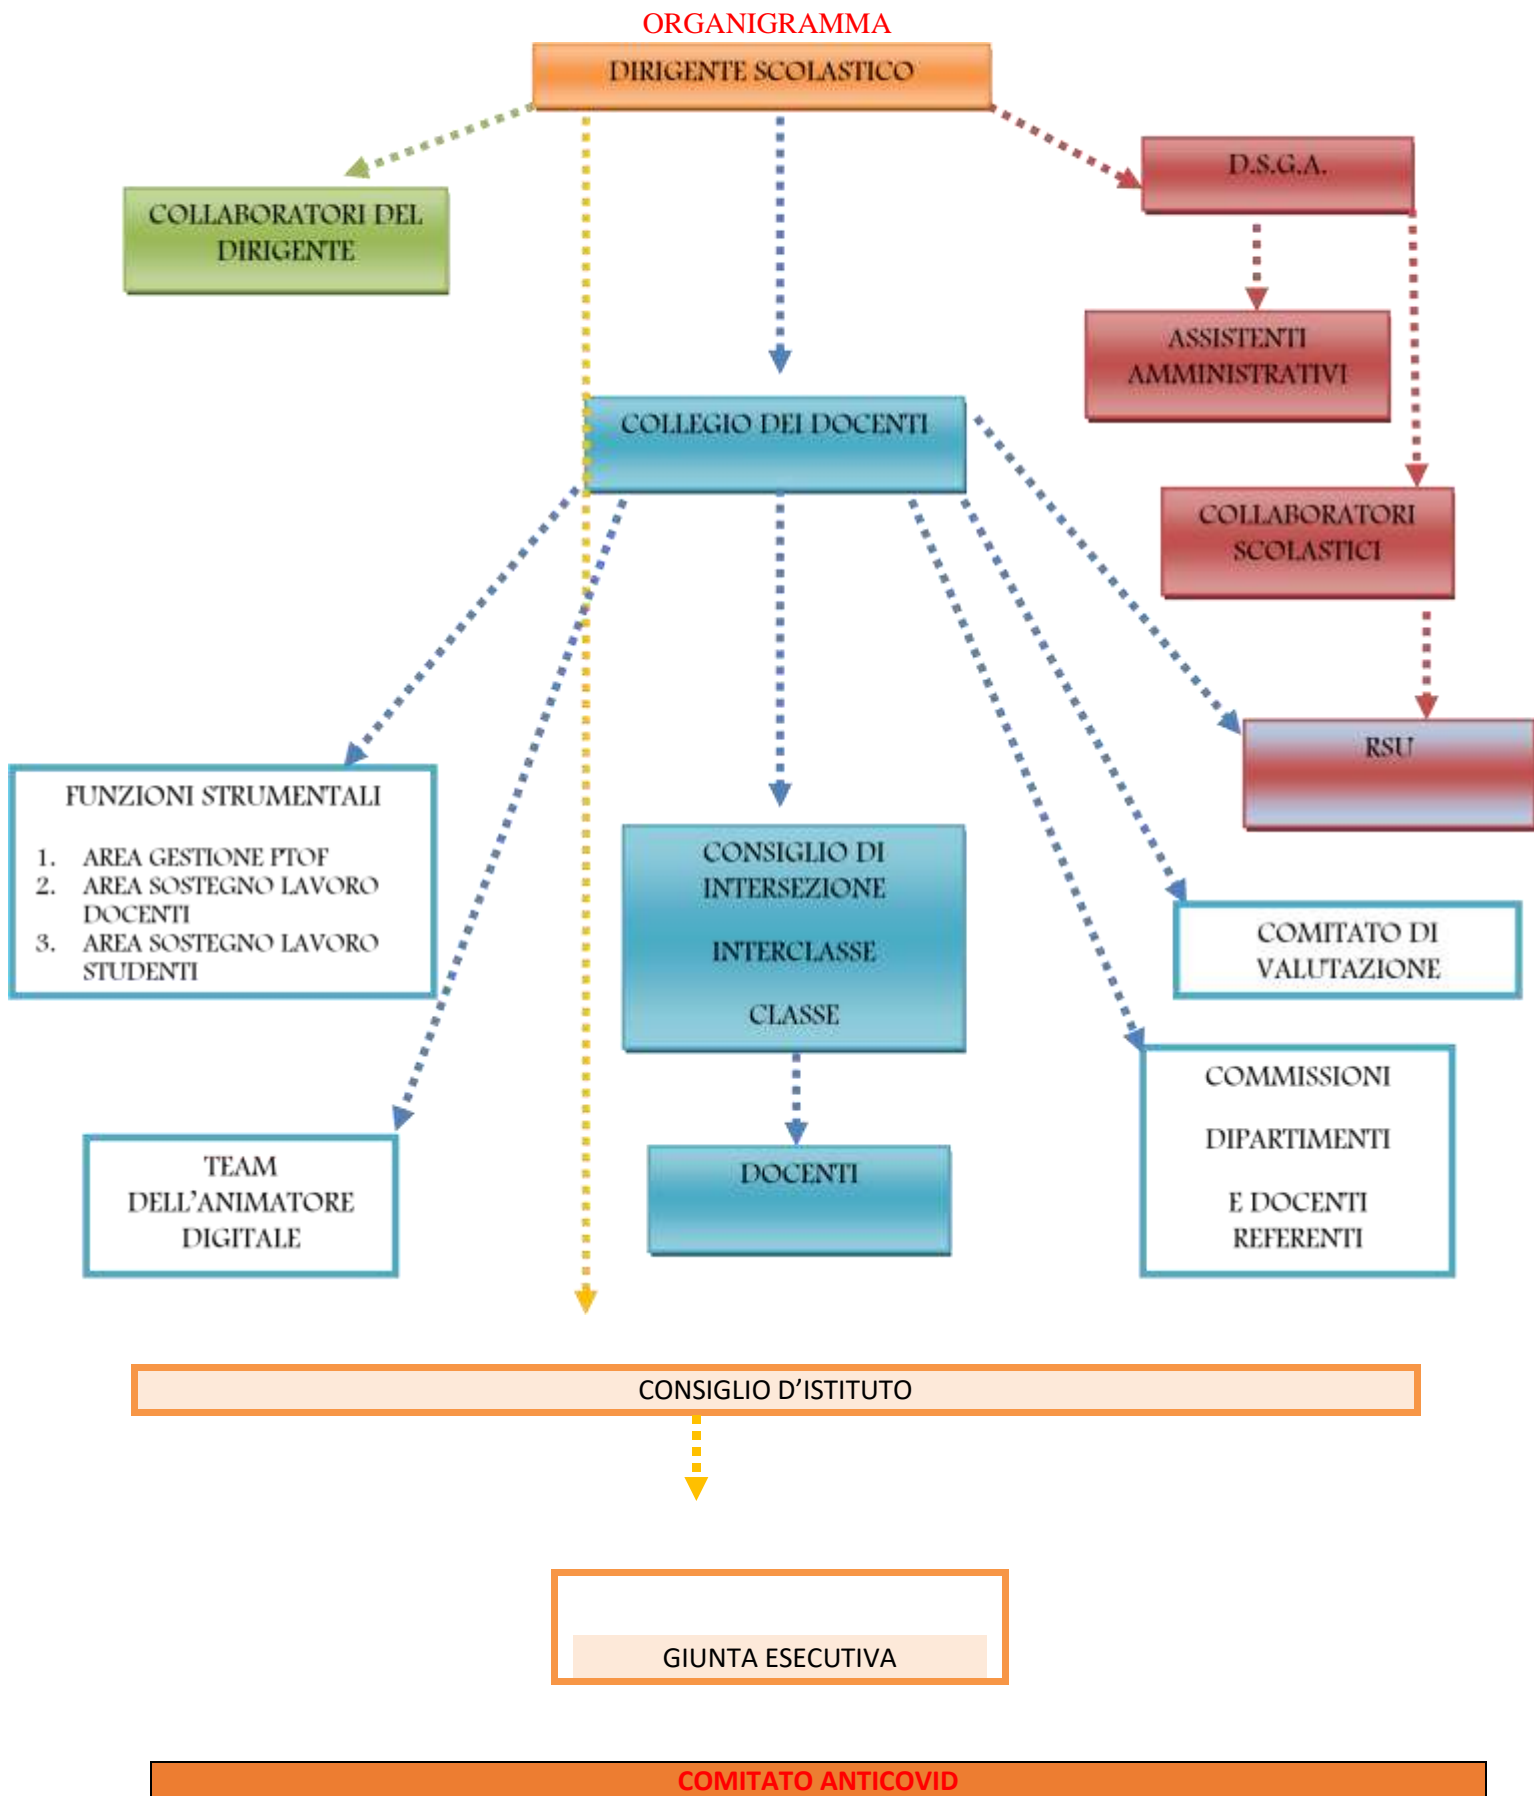 ORGANIGRAMMA
DIRIGENTE SCOLASTICO
D.S.G.A.
COLLABORATORI DEL
DIRIGENTE
ASSISTENTI
AMMINISTRATIVI
COLLEGIO DEI DOCENTI
COLLABORATORI
SCOLASTICI
RSU
FUNZIONI STRUMENTALI
1. AREA GESTIONE PTOF
2. AREA SOSTEGNO LAVORO
DOCENTI
3. AREA SOSTEGNO LAVORO
STUDENTI
CONSIGLIO DI
INTERSEZIONE
INTERCLASSE
CLASSE
COMITATO DI
VALUTAZIONE
COMMISSIONI
DIPARTIMENTI
E DOCENTI
REFERENTI
TEAM
DELL'ANIMATORE
DIGITALE
DOCENTI
CONSIGLIO D'ISTITUTO
GIUNTA ESECUTIVA
COMITATO ANTICOVID